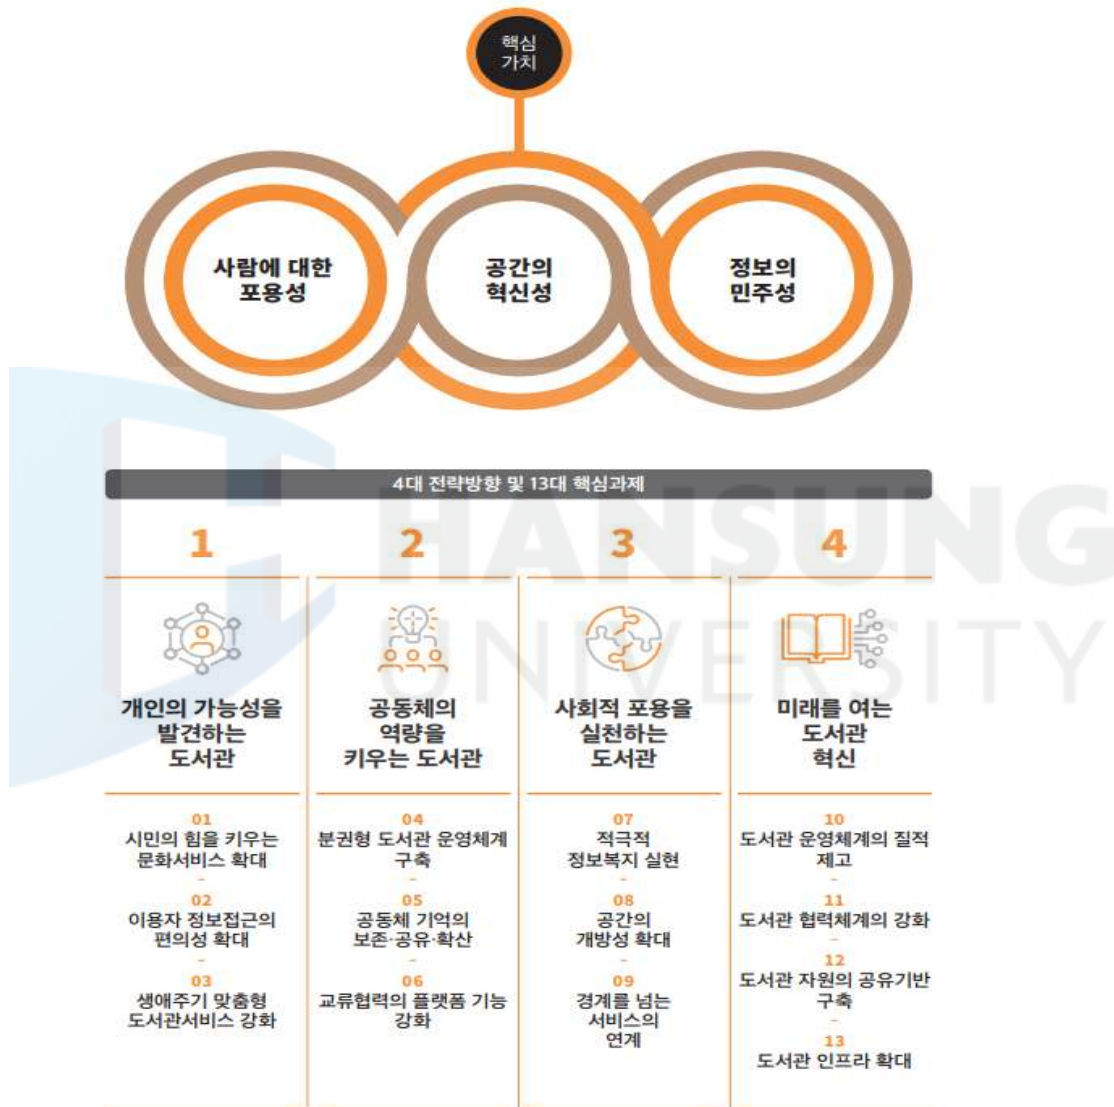 핵심
가치
사람에 대한
포용성
공간의
혁신성
정보의
민주성
4대 전략방향 및 13대 핵심과제
1
개인의 가능성을
발견하는
도서관
01
시민의 힘을 키우는
문화서비스 확대
-
02
이용자 정보접근의
편의성 확대
-
03
생애주기 맞춤형
도서관서비스 강화
2
공동체의
역량을
키우는 도서관
04
분권형 도서관 운영체계
구축
-
05
공동체 기억의
보존·공유·확산
-
06
교류협력의 플랫폼 기능
강화
3
사회적 포용을
실천하는
도서관
07
적극적
정보복지 실현
-
08
공간의
개방성 확대
-
09
경계를 넘는
서비스의
연계
4
미래를 여는
도서관
혁신
10
도서관 운영체계의 질적
제고
-
11
도서관 협력체계의 강화
-
12
도서관 자원의 공유기반
구축
-
13
도서관 인프라 확대
HANSUNG
UNIVERSITY